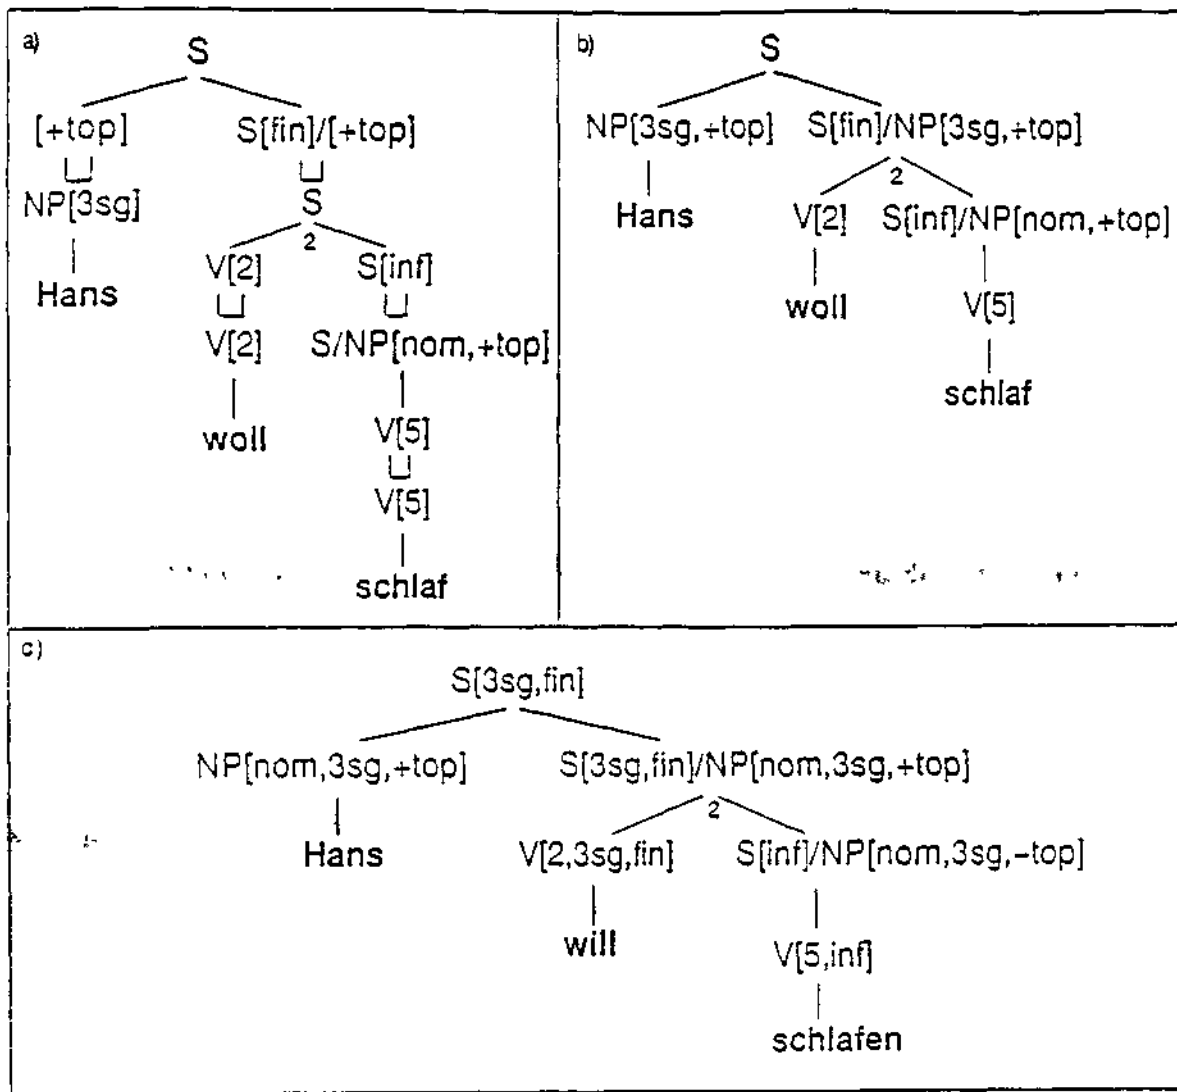 a)
S
[+top] S[fin]/[+top]
NP[3sg] S
2
Hans V[2] S[inf]
V[2] S/NP[nom,+top]
woll V[5]
V[5]
schlaf
b)
S
NP[3sg,+top] S[fin]/NP[3sg,+top]
2
Hans V[2] S[inf]/NP[nom,+top]
woll V[5]
schlaf
c)
S[3sg,fin]
NP[nom,3sg,+top] S[3sg,fin]/NP[nom,3sg,+top]
2
Hans V[2,3sg,fin] S[inf]/NP[nom,3sg,–top]
will V[5,inf]
schlafen